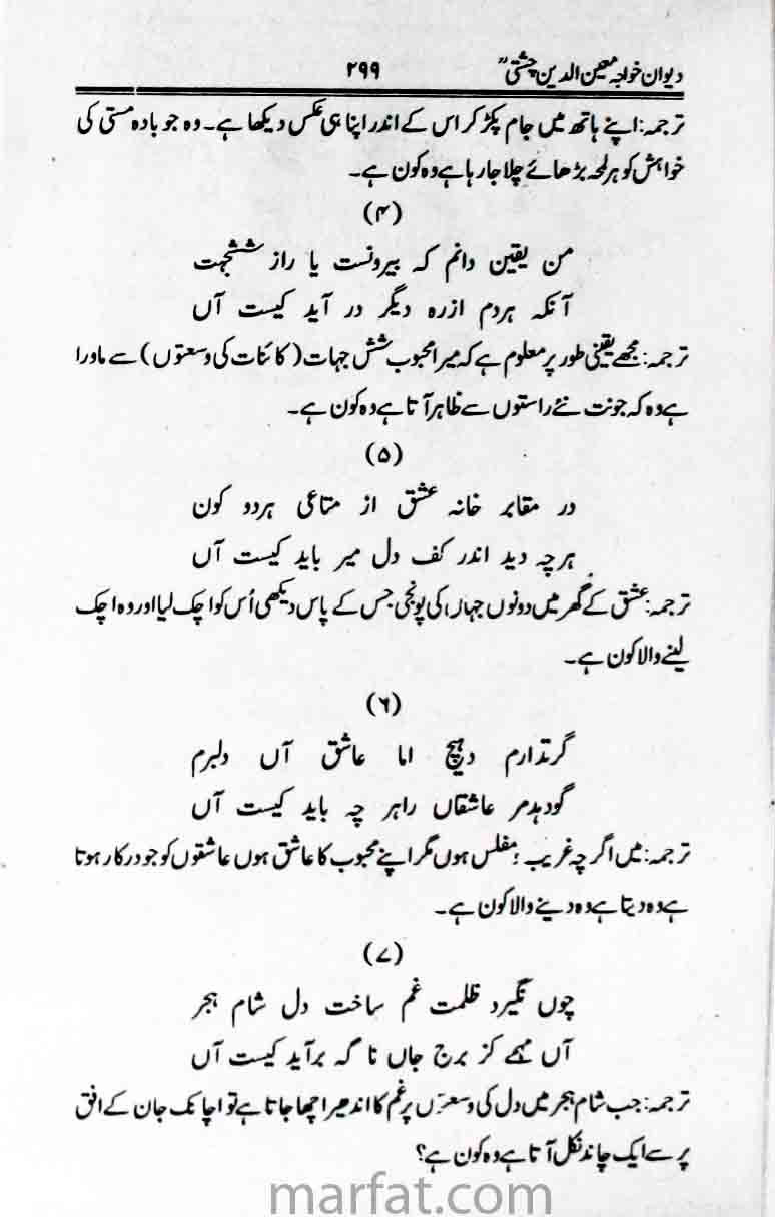 دیوان خواجہ معین الدین چشتیؒ ۲۹۹
ترجمہ: اپنے ہاتھ میں جام پکڑ کر اس کے اندر اپنا ہی عکس دیکھا ہے۔ وہ جو بادہ مستی کی
خواہش کو ہر لمحہ بڑھائے چلا جا رہا ہے وہ کون ہے۔
(۴)
من یقین دانم کہ بیرونست یا راز ششجہت
آنکہ ہردم ازرہ دیگر در آید کیست آں
ترجمہ: مجھے یقینی طور پر معلوم ہے کہ میرا محبوب شش جہات (کائنات کی وسعتوں) سے ماورا
ہے وہ کہ جونت نئے راستوں سے ظاہر آتا ہے وہ کون ہے۔
(۵)
در مقابر خانہ عشق از متاعی ہردو کون
ہرچہ دید اندر کف دل میر باید کیست آں
ترجمہ: عشق کے گھر میں دونوں جہاں کی پونجی جس کے پاس دیکھی اُس کو اچک لیا اور وہ اچک
لینے والا کون ہے۔
(۶)
گرندارم دہیچ اما عاشق آں دلبرم
گودہدمر عاشقاں راہر چہ باید کیست آں
ترجمہ: میں اگرچہ غریب مفلس ہوں مگر اپنے محبوب کا عاشق ہوں عاشقوں کو جو درکار ہوتا
ہے وہ دیتا ہے وہ دینے والا کون ہے۔
(۷)
چوں نگیرد ظلمت غم ساخت دل شام ہجر
آں مہے کز برج جاں ناگہ برآید کیست آں
ترجمہ: جب شام ہجر میں دل کی وسعتوں پر غم کا اندھیرا چھا جاتا ہے تو اچانک جان کے افق
پر سے ایک چاند نکل آتا ہے وہ کون ہے؟
marfat.com